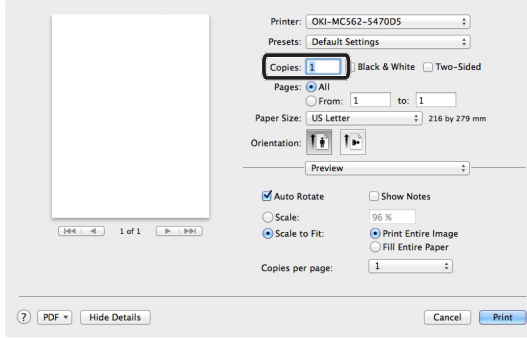 Printer: OKI-MC562-5470D5
Presets: Default Settings
Copies: 1 Black & White Two-Sided
Pages: All
From: 1 to: 1
Paper Size: US Letter 216 by 279 mm
Orientation:
Preview
Auto Rotate Show Notes
Scale: 96 %
Scale to Fit: Print Entire Image
Fill Entire Paper
Copies per page: 1
1 of 1
? PDF Hide Details Cancel Print